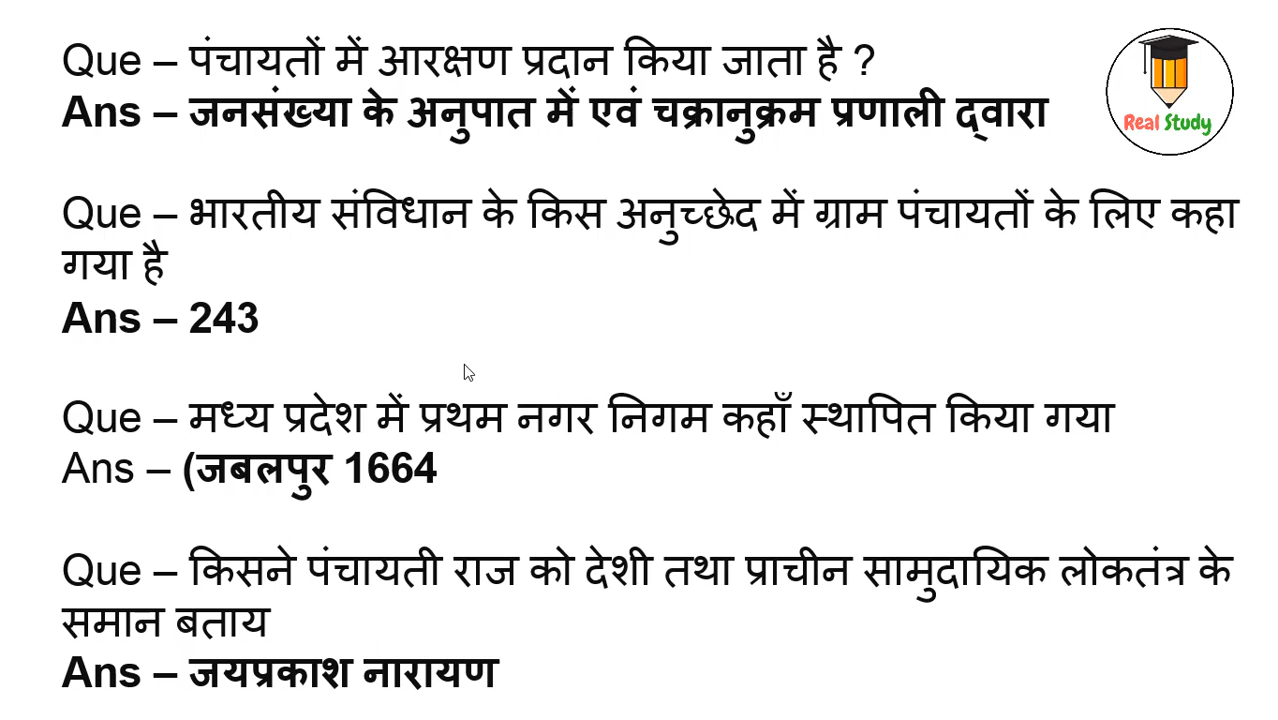 Que – पंचायतों में आरक्षण प्रदान किया जाता है ?
Ans – जनसंख्या के अनुपात में एवं चक्रानुक्रम प्रणाली द्वारा
Real Study
Que – भारतीय संविधान के किस अनुच्छेद में ग्राम पंचायतों के लिए कहा
गया है
Ans – 243
Que – मध्य प्रदेश में प्रथम नगर निगम कहाँ स्थापित किया गया
Ans – (जबलपुर 1664
Que – किसने पंचायती राज को देशी तथा प्राचीन सामुदायिक लोकतंत्र के
समान बताय
Ans – जयप्रकाश नारायण